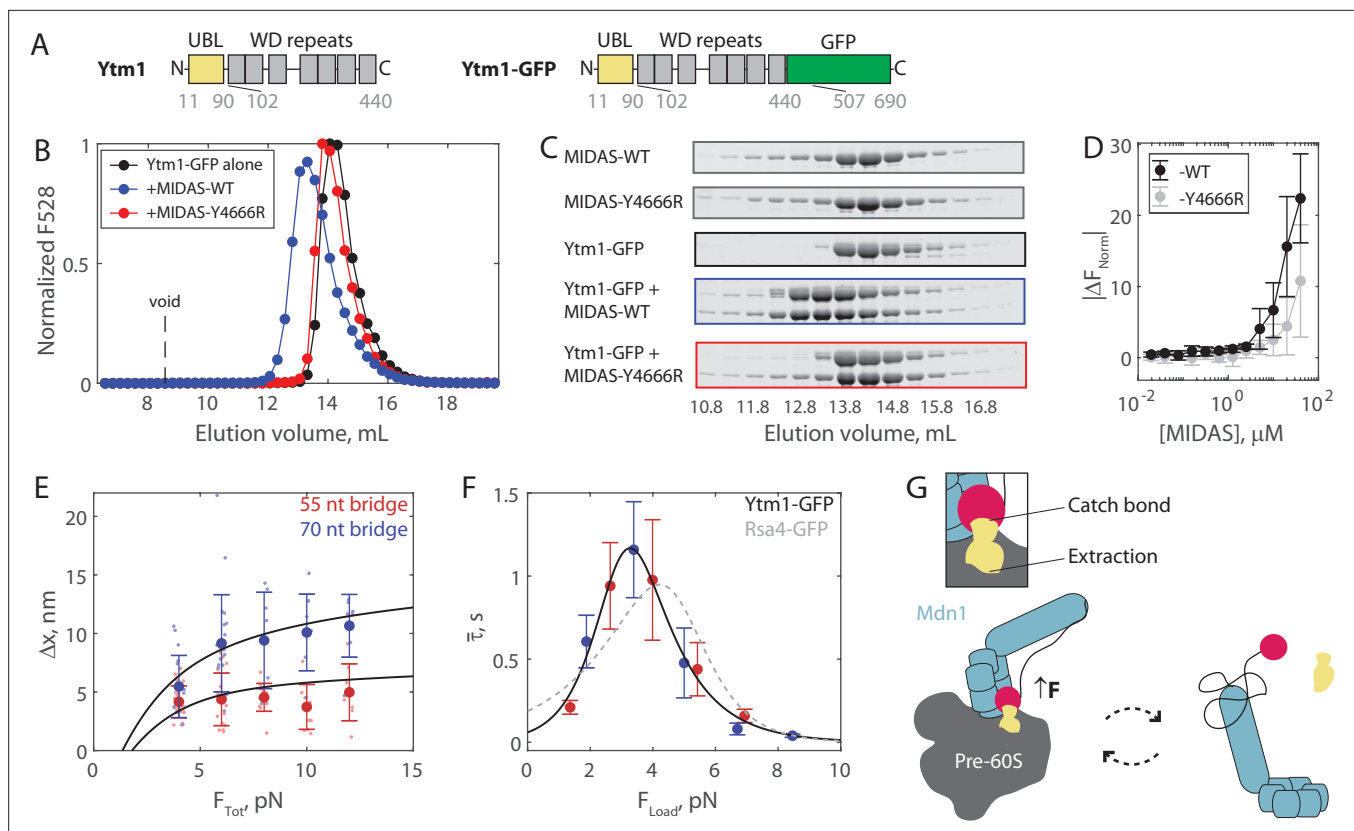 A
UBL WD repeats
Ytm1 N C
11 90 102 440
UBL WD repeats GFP
Ytm1-GFP N C
11 90 102 440 507 690
B
Normalized F528
1
0.5
0
Ytm1-GFP alone
+MIDAS-WT
+MIDAS-Y4666R
void
8 10 12 14 16 18
Elution volume, mL
C
MIDAS-WT
MIDAS-Y4666R
Ytm1-GFP
Ytm1-GFP +
MIDAS-WT
Ytm1-GFP +
MIDAS-Y4666R
10.8 11.8 12.8 13.8 14.8 15.8 16.8
Elution volume, mL
D
|ΔF_Norm|
30
20
10
0
-WT
-Y4666R
10⁻² 10⁰ 10²
[MIDAS], μM
E
Δx, nm
20
15
10
5
0
55 nt bridge
70 nt bridge
0 5 10 15
F_Tot, pN
F
τ̄, s
1.5
1
0.5
0
Ytm1-GFP
Rsa4-GFP
0 2 4 6 8 10
F_Load, pN
G
Catch bond
Extraction
Mdn1
↑F
Pre-60S